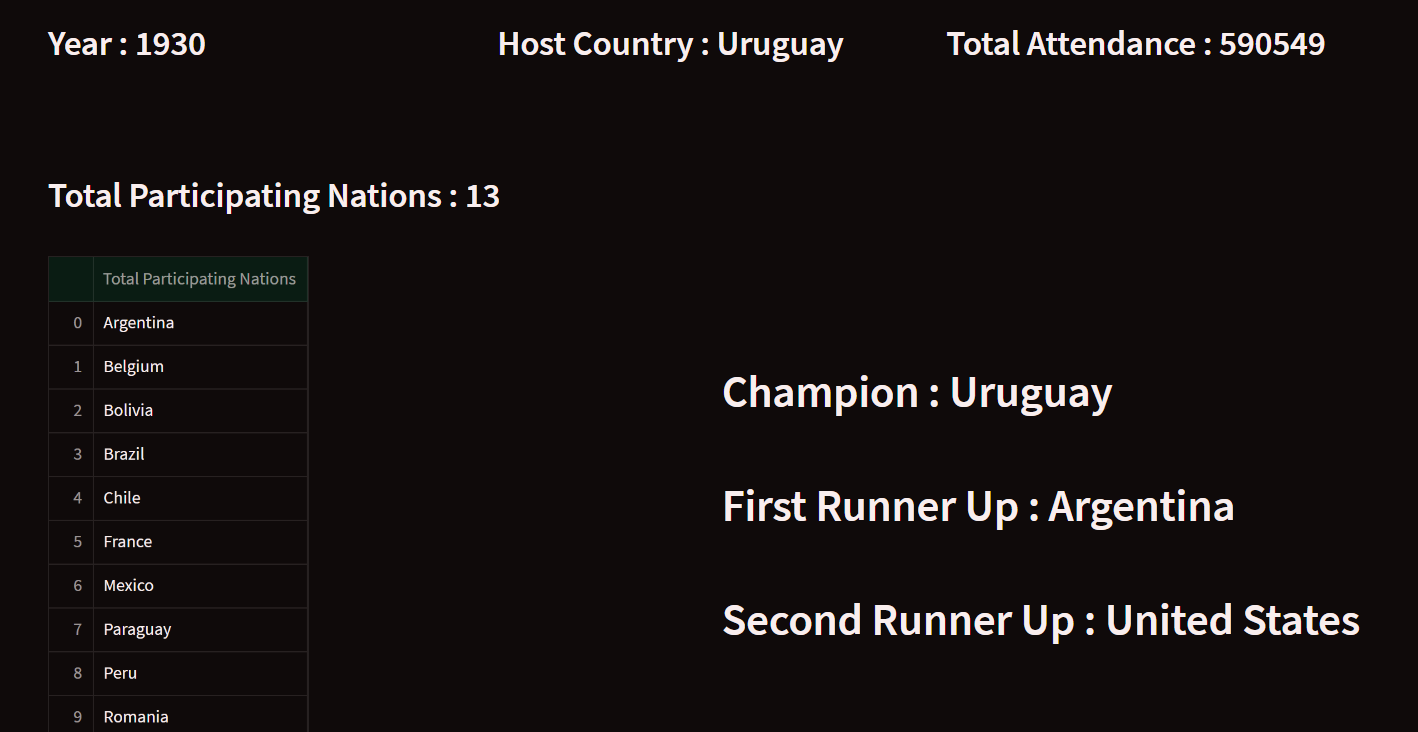 Year : 1930
Host Country : Uruguay
Total Attendance : 590549
Total Participating Nations : 13
Total Participating Nations
0 Argentina
1 Belgium
2 Bolivia
3 Brazil
4 Chile
5 France
6 Mexico
7 Paraguay
8 Peru
9 Romania
Champion : Uruguay
First Runner Up : Argentina
Second Runner Up : United States